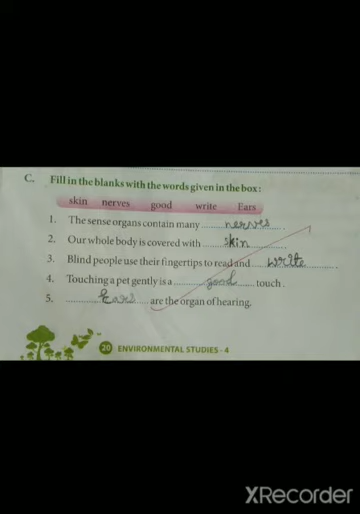 C. Fill in the blanks with the words given in the box :
skin nerves good write Ears
1. The sense organs contain many ........nerves........
2. Our whole body is covered with ........skin........
3. Blind people use their fingertips to read and ....write....
4. Touching a pet gently is a ........good........ touch.
5. ........Ears........ are the organ of hearing.
20 ENVIRONMENTAL STUDIES - 4
XRecorder